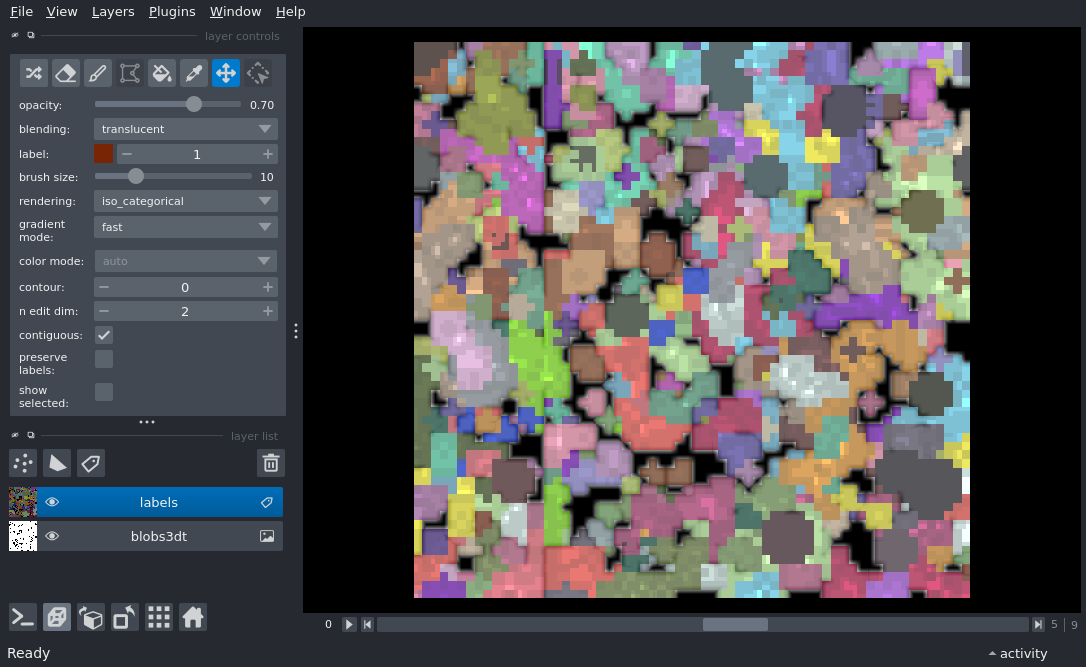 File View Layers Plugins Window Help
layer controls
opacity: 0.70
blending: translucent
label: 1
brush size: 10
rendering: iso_categorical
gradient
mode: fast
color mode: auto
contour: 0
n edit dim: 2
contiguous:
preserve
labels:
show
selected:
layer list
labels
blobs3dt
0 5 | 9
Ready activity